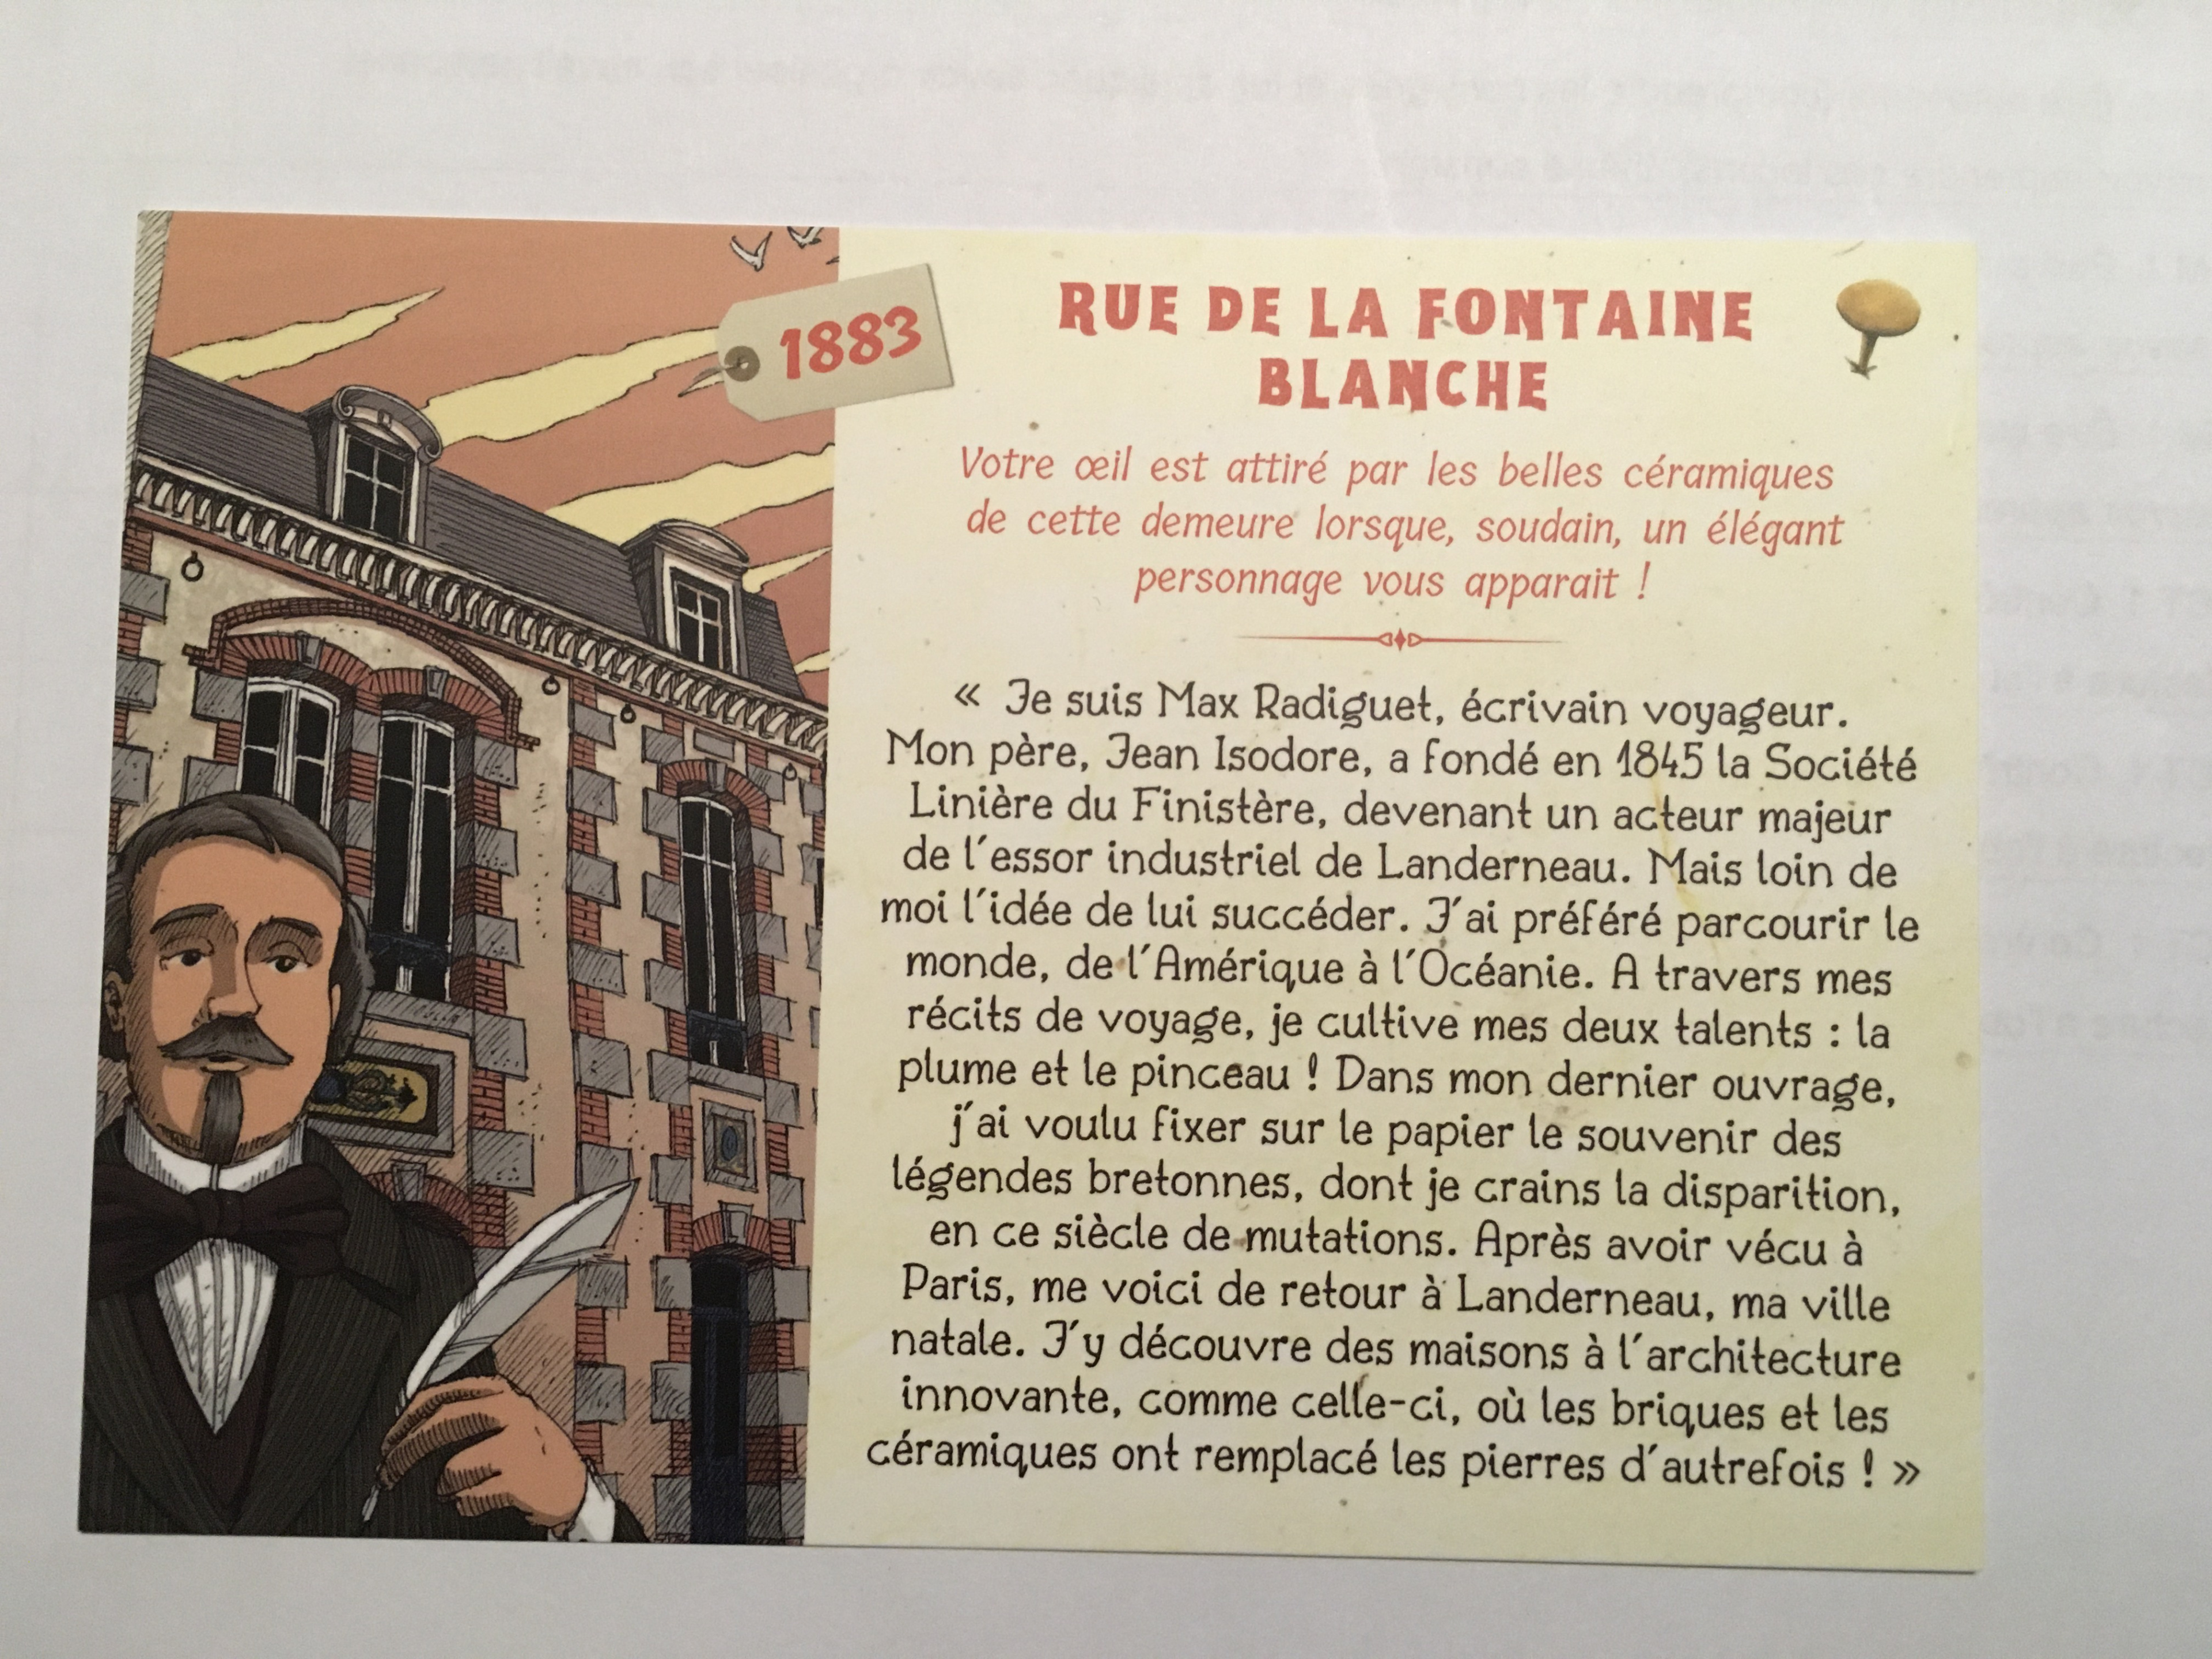 1883
RUE DE LA FONTAINE
BLANCHE
Votre œil est attiré par les belles céramiques
de cette demeure lorsque, soudain, un élégant
personnage vous apparait !
« Je suis Max Radiguet, écrivain voyageur.
Mon père, Jean Isodore, a fondé en 1845 la Société
Linière du Finistère, devenant un acteur majeur
de l'essor industriel de Landerneau. Mais loin de
moi l'idée de lui succéder. J'ai préféré parcourir le
monde, de l'Amérique à l'Océanie. A travers mes
récits de voyage, je cultive mes deux talents : la
plume et le pinceau ! Dans mon dernier ouvrage,
j'ai voulu fixer sur le papier le souvenir des
légendes bretonnes, dont je crains la disparition,
en ce siècle de mutations. Après avoir vécu à
Paris, me voici de retour à Landerneau, ma ville
natale. J'y découvre des maisons à l'architecture
innovante, comme celle-ci, où les briques et les
céramiques ont remplacé les pierres d'autrefois ! »